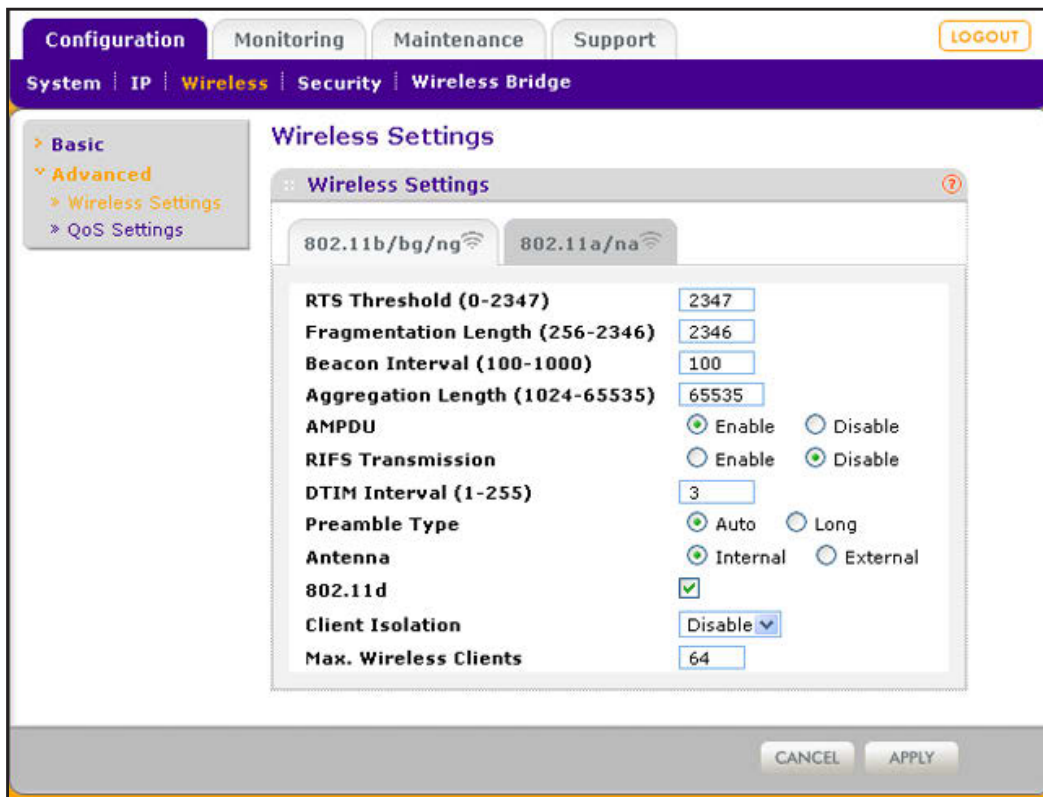 Configuration Monitoring Maintenance Support LOGOUT
System IP Wireless Security Wireless Bridge
Basic
Advanced
Wireless Settings
QoS Settings
Wireless Settings
Wireless Settings ?
802.11b/bg/ng 802.11a/na
RTS Threshold (0-2347) 2347
Fragmentation Length (256-2346) 2346
Beacon Interval (100-1000) 100
Aggregation Length (1024-65535) 65535
AMPDU Enable Disable
RIFS Transmission Enable Disable
DTIM Interval (1-255) 3
Preamble Type Auto Long
Antenna Internal External
802.11d
Client Isolation Disable
Max. Wireless Clients 64
CANCEL APPLY